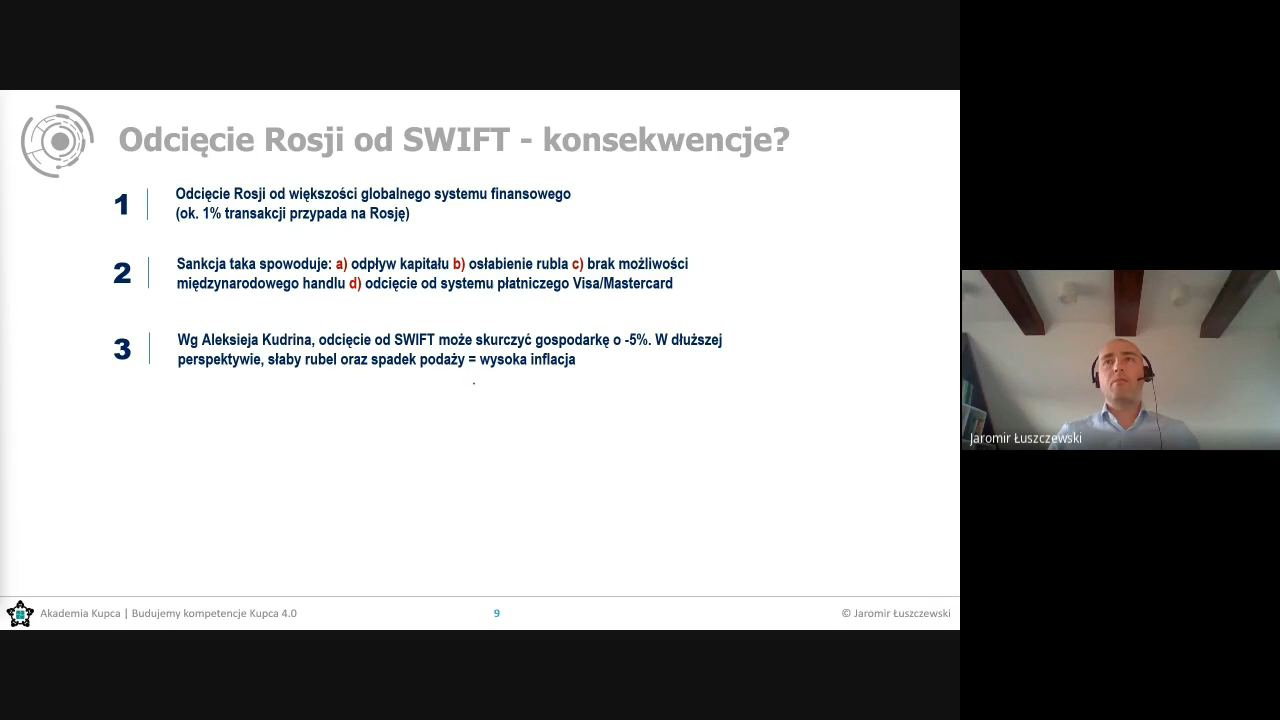 Odcięcie Rosji od SWIFT - konsekwencje?
1
Odcięcie Rosji od większości globalnego systemu finansowego
(ok. 1% transakcji przypada na Rosję)
2
Sankcja taka spowoduje: a) odpływ kapitału b) osłabienie rubla c) brak możliwości
międzynarodowego handlu d) odcięcie od systemu płatniczego Visa/Mastercard
3
Wg Aleksieja Kudrina, odcięcie od SWIFT może skurczyć gospodarkę o -5%. W dłuższej
perspektywie, słaby rubel oraz spadek podaży = wysoka inflacja
Jaromir Łuszczewski
Akademia Kupca | Budujemy kompetencje Kupca 4.0
9
© Jaromir Łuszczewski